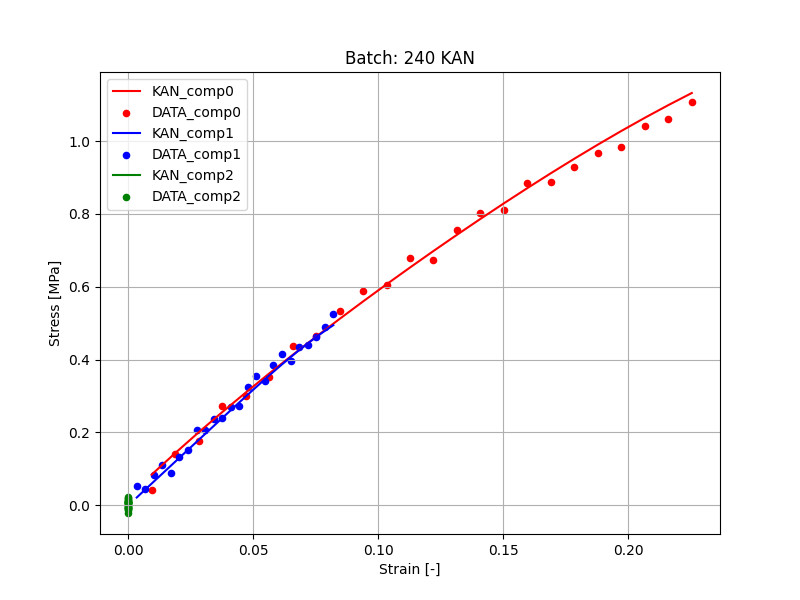 Batch: 240 KAN
KAN_comp0
DATA_comp0
KAN_comp1
DATA_comp1
KAN_comp2
DATA_comp2
Stress [MPa]
1.0
0.8
0.6
0.4
0.2
0.0
0.00 0.05 0.10 0.15 0.20
Strain [-]